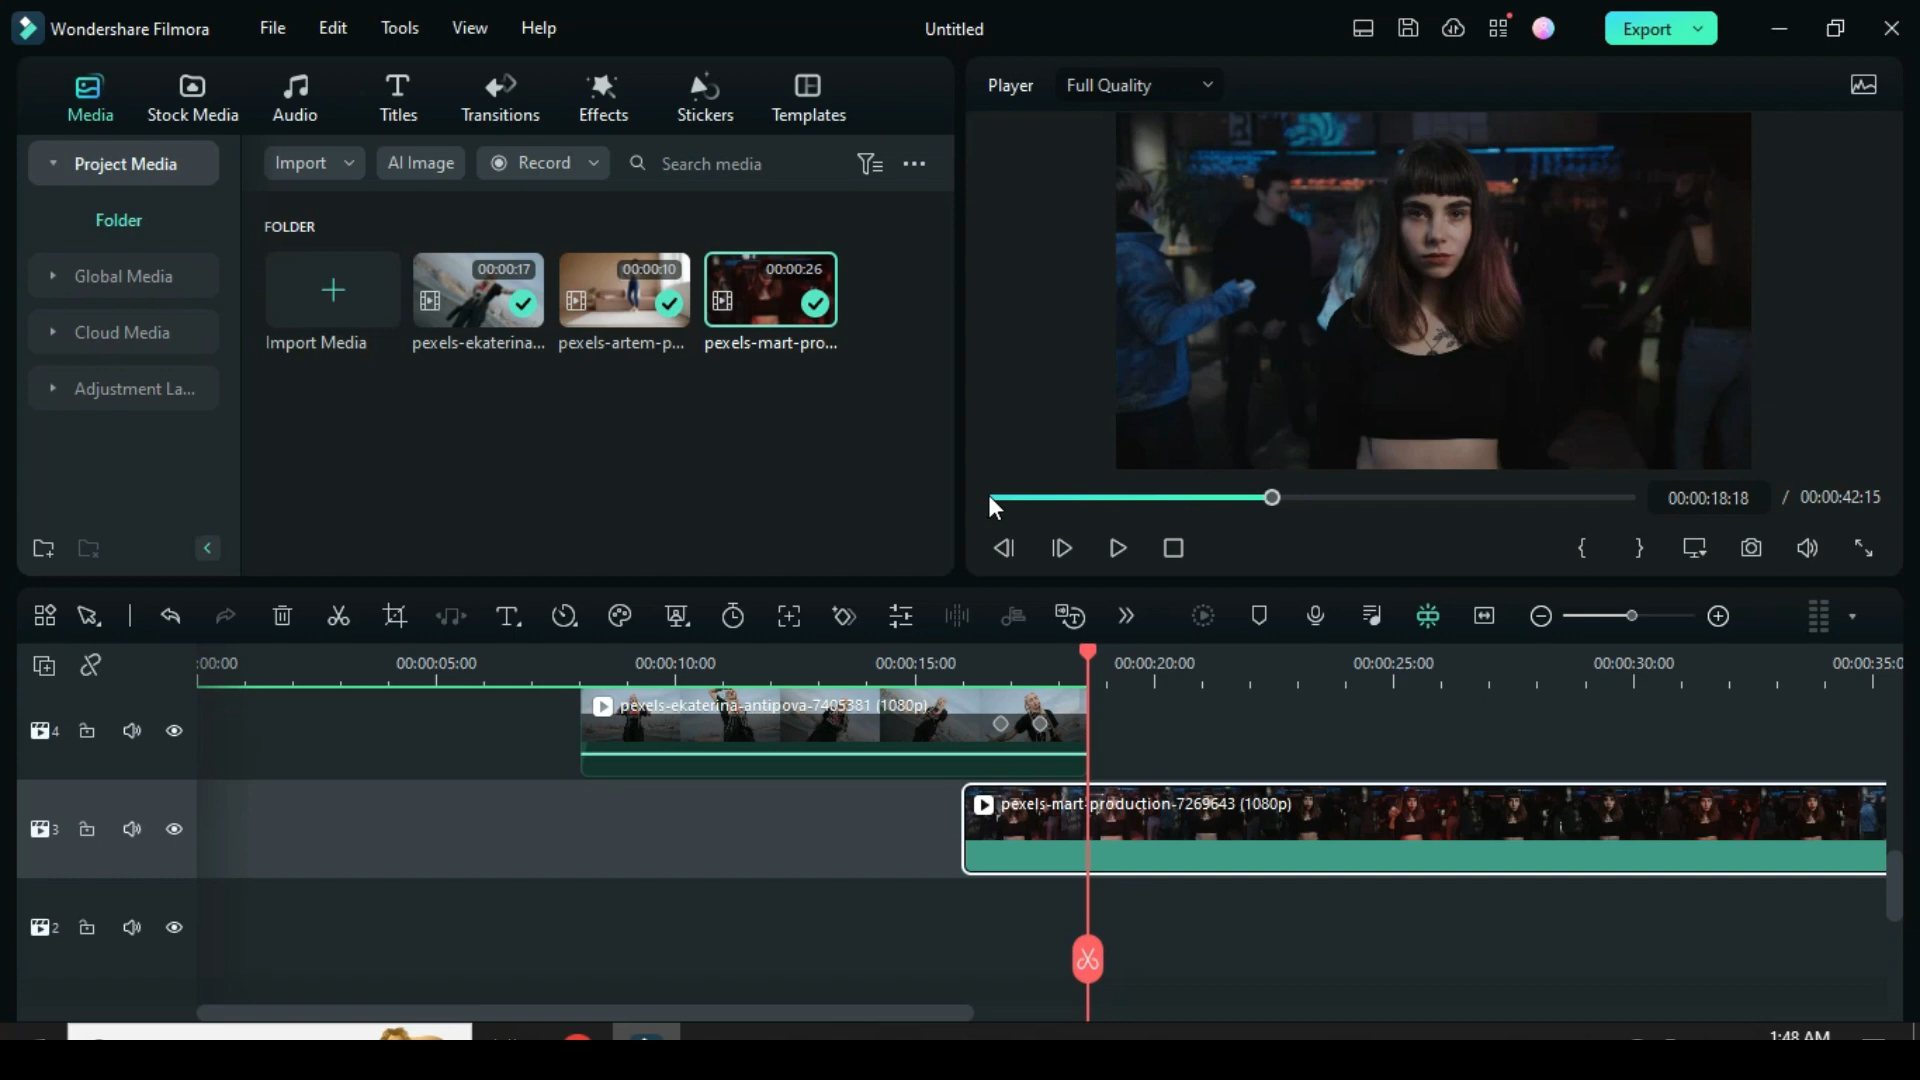 Wondershare Filmora File Edit Tools View Help Untitled Export
Media Stock Media Audio Titles Transitions Effects Stickers Templates
Player Full Quality
Project Media
Import AI Image Record Search media
Folder
Global Media
Cloud Media
Adjustment La...
FOLDER
00:00:17 00:00:10 00:00:26
Import Media pexels-ekaterina... pexels-artem-p... pexels-mart-pro...
00:00:18:18 / 00:00:42:15
:00:00 00:00:05:00 00:00:10:00 00:00:15:00 00:00:20:00 00:00:25:00 00:00:30:00 00:00:35:0
4 pexels-ekaterina-antipova-7405381 (1080p)
3 pexels-mart-production-7269643 (1080p)
2
1:48 AM